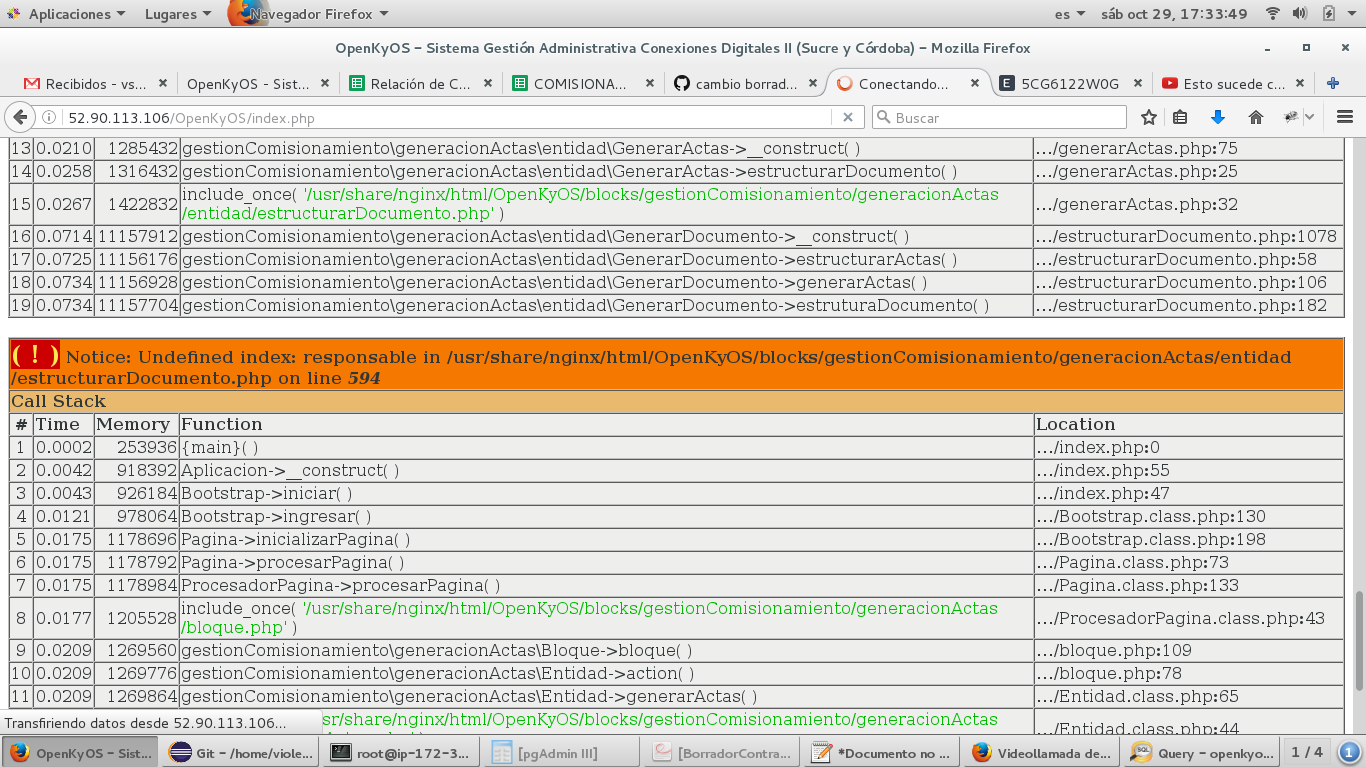 Aplicaciones Lugares Navegador Firefox es sáb oct 29, 17:33:49
OpenKyOS - Sistema Gestión Administrativa Conexiones Digitales II (Sucre y Córdoba) - Mozilla Firefox
Recibidos - vs... OpenKyOS - Sist... Relación de C... COMISIONA... cambio borrad... Conectando... 5CG6122W0G Esto sucede c...
52.90.113.106/OpenKyOS/index.php Buscar
13 0.0210 1285432 gestionComisionamiento\generacionActas\entidad\GenerarActas->__construct( ) .../generarActas.php:75
14 0.0258 1316432 gestionComisionamiento\generacionActas\entidad\GenerarActas->estructurarDocumento( ) .../generarActas.php:25
15 0.0267 1422832 include_once( '/usr/share/nginx/html/OpenKyOS/blocks/gestionComisionamiento/generacionActas
/entidad/estructurarDocumento.php' ) .../generarActas.php:32
16 0.0714 11157912 gestionComisionamiento\generacionActas\entidad\GenerarDocumento->__construct( ) .../estructurarDocumento.php:1078
17 0.0725 11156176 gestionComisionamiento\generacionActas\entidad\GenerarDocumento->estructurarActas( ) .../estructurarDocumento.php:58
18 0.0734 11156928 gestionComisionamiento\generacionActas\entidad\GenerarDocumento->generarActas( ) .../estructurarDocumento.php:106
19 0.0734 11157704 gestionComisionamiento\generacionActas\entidad\GenerarDocumento->estruturaDocumento( ) .../estructurarDocumento.php:182
( ! ) Notice: Undefined index: responsable in /usr/share/nginx/html/OpenKyOS/blocks/gestionComisionamiento/generacionActas/entidad
/estructurarDocumento.php on line 594
Call Stack
# Time Memory Function Location
1 0.0002 253936 {main}( ) .../index.php:0
2 0.0042 918392 Aplicacion->__construct( ) .../index.php:55
3 0.0043 926184 Bootstrap->iniciar( ) .../index.php:47
4 0.0121 978064 Bootstrap->ingresar( ) .../Bootstrap.class.php:130
5 0.0175 1178696 Pagina->inicializarPagina( ) .../Bootstrap.class.php:198
6 0.0175 1178792 Pagina->procesarPagina( ) .../Pagina.class.php:73
7 0.0175 1178984 ProcesadorPagina->procesarPagina( ) .../Pagina.class.php:133
8 0.0177 1205528 include_once( '/usr/share/nginx/html/OpenKyOS/blocks/gestionComisionamiento/generacionActas
/bloque.php' ) .../ProcesadorPagina.class.php:43
9 0.0209 1269560 gestionComisionamiento\generacionActas\Bloque->bloque( ) .../bloque.php:109
10 0.0209 1269776 gestionComisionamiento\generacionActas\Entidad->action( ) .../bloque.php:78
11 0.0209 1269864 gestionComisionamiento\generacionActas\Entidad->generarActas( ) .../Entidad.class.php:65
Transfiriendo datos desde 52.90.113.106... sr/share/nginx/html/OpenKyOS/blocks/gestionComisionamiento/generacionActas .../Entidad.class.php:44
OpenKyOS - Sist... Git - /home/viole... root@ip-172-3... [pgAdmin III] [BorradorContra... *Documento no ... Videollamada de... Query - openkyo... 1 / 4 1